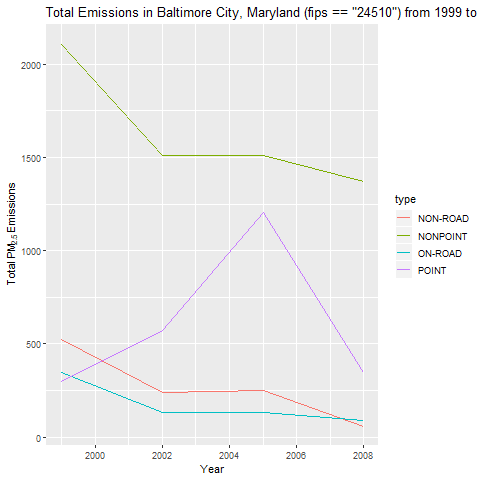 Total Emissions in Baltimore City, Maryland (fips == "24510") from 1999 to
2000
1500
1000
500
0
Total PM2.5 Emissions
2000
2002
2004
2006
2008
Year
type
NON-ROAD
NONPOINT
ON-ROAD
POINT